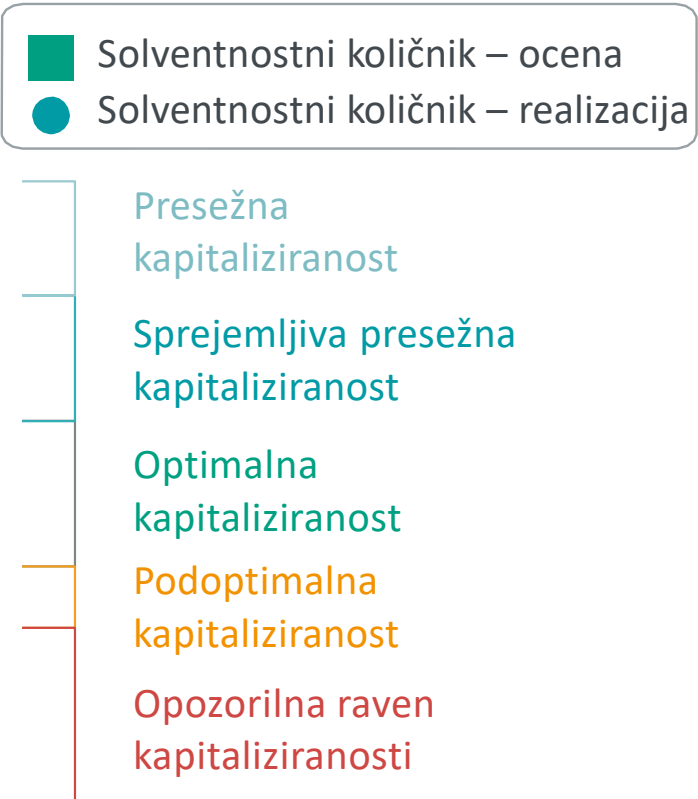 Solventnostni količnik – ocena
Solventnostni količnik – realizacija
Presežna
kapitaliziranost
Sprejemljiva presežna
kapitaliziranost
Optimalna
kapitaliziranost
Podoptimalna
kapitaliziranost
Opozorilna raven
kapitaliziranosti